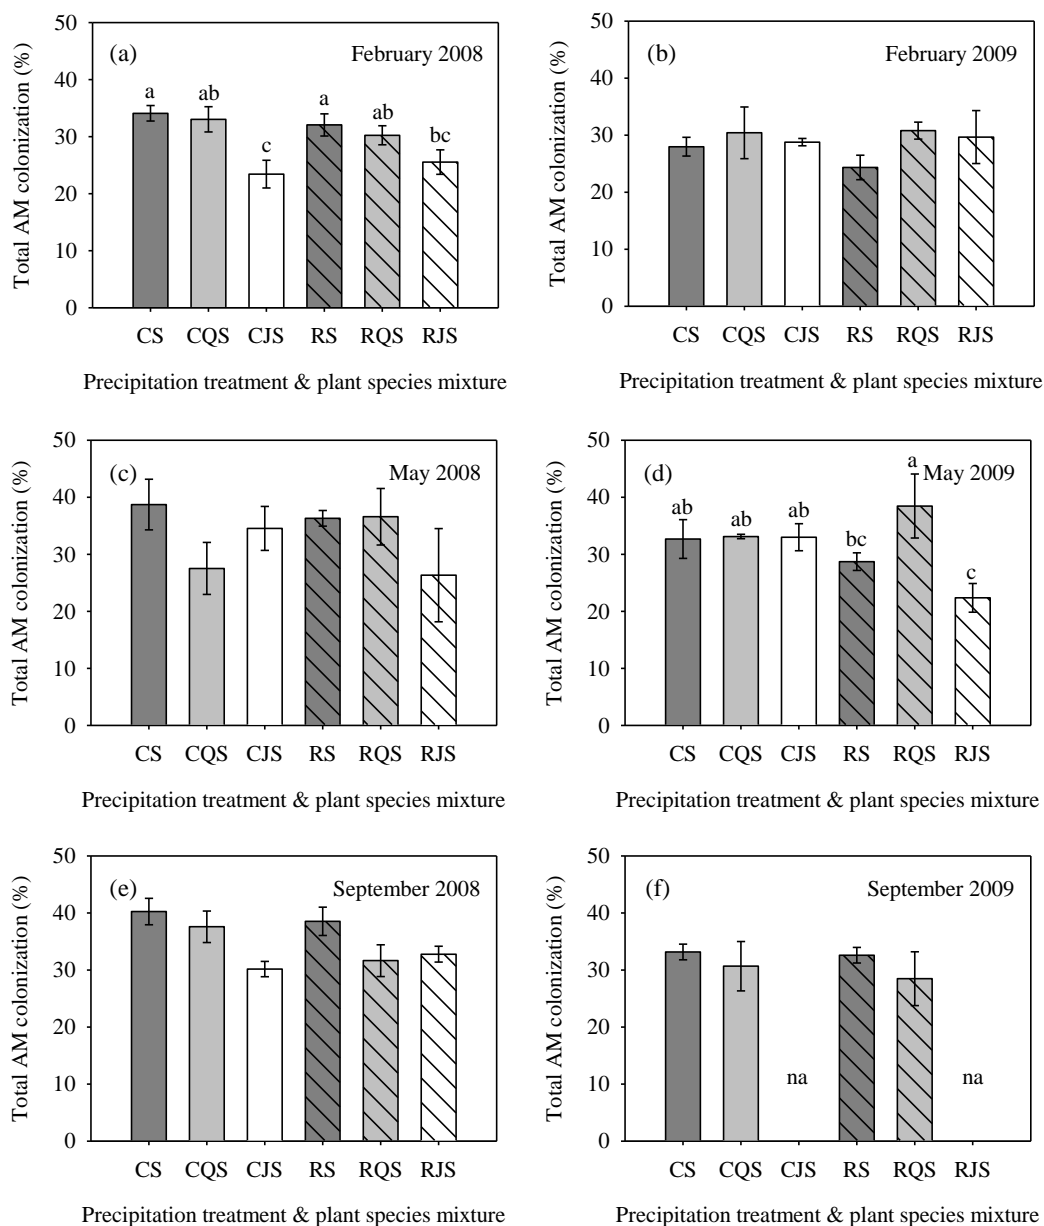 (a) February 2008
Total AM colonization (%)
50
40
30
20
10
0
a ab c a ab bc
CS CQS CJS RS RQS RJS
Precipitation treatment & plant species mixture
(b) February 2009
Total AM colonization (%)
50
40
30
20
10
0
CS CQS CJS RS RQS RJS
Precipitation treatment & plant species mixture
(c) May 2008
Total AM colonization (%)
50
40
30
20
10
0
CS CQS CJS RS RQS RJS
Precipitation treatment & plant species mixture
(d) May 2009
Total AM colonization (%)
50
40
30
20
10
0
ab ab ab bc a c
CS CQS CJS RS RQS RJS
Precipitation treatment & plant species mixture
(e) September 2008
Total AM colonization (%)
50
40
30
20
10
0
CS CQS CJS RS RQS RJS
Precipitation treatment & plant species mixture
(f) September 2009
Total AM colonization (%)
50
40
30
20
10
0
na na
CS CQS CJS RS RQS RJS
Precipitation treatment & plant species mixture